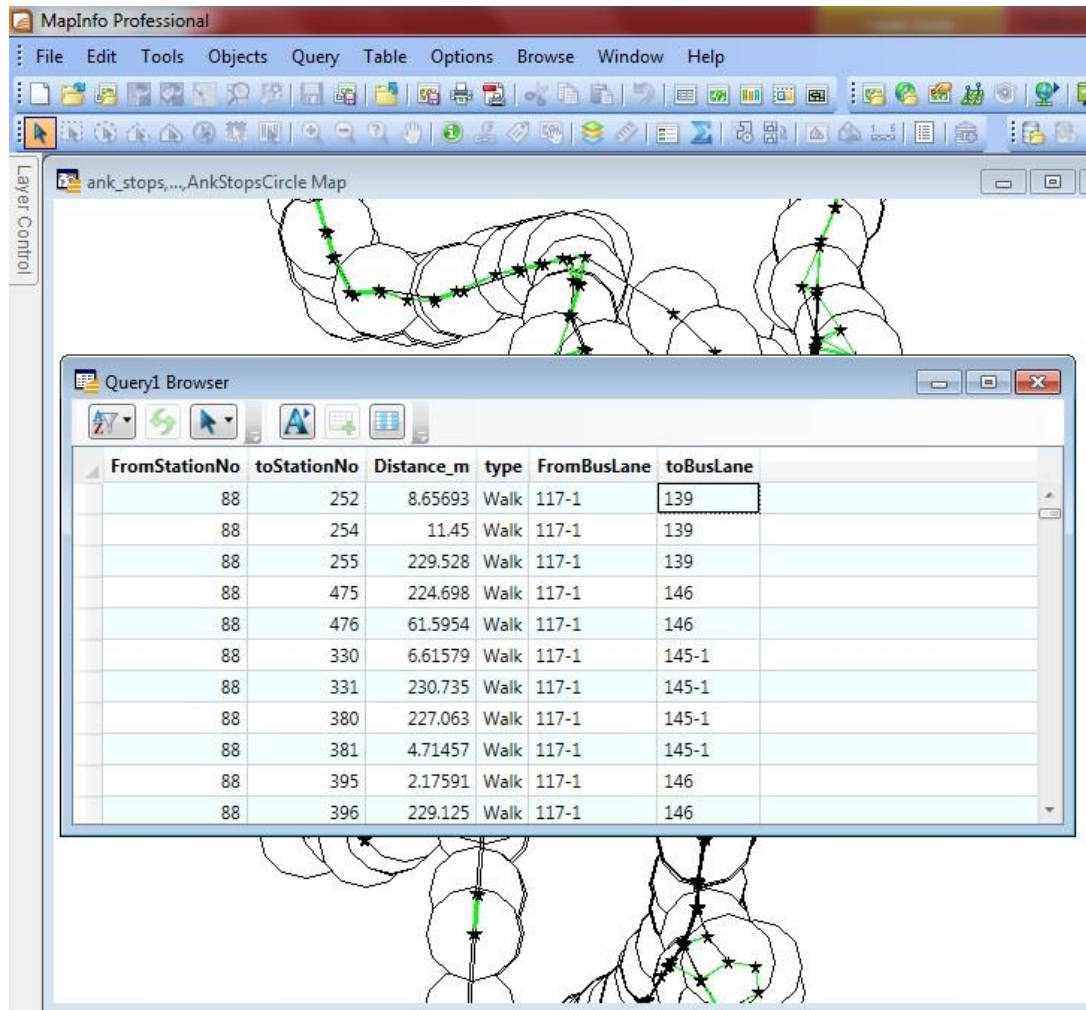 MapInfo Professional
File Edit Tools Objects Query Table Options Browse Window Help
Layer Control
ank_stops,...,AnkStopsCircle Map
Query1 Browser
FromStationNo toStationNo Distance_m type FromBusLane toBusLane
88 252 8.65693 Walk 117-1 139
88 254 11.45 Walk 117-1 139
88 255 229.528 Walk 117-1 139
88 475 224.698 Walk 117-1 146
88 476 61.5954 Walk 117-1 146
88 330 6.61579 Walk 117-1 145-1
88 331 230.735 Walk 117-1 145-1
88 380 227.063 Walk 117-1 145-1
88 381 4.71457 Walk 117-1 145-1
88 395 2.17591 Walk 117-1 146
88 396 229.125 Walk 117-1 146